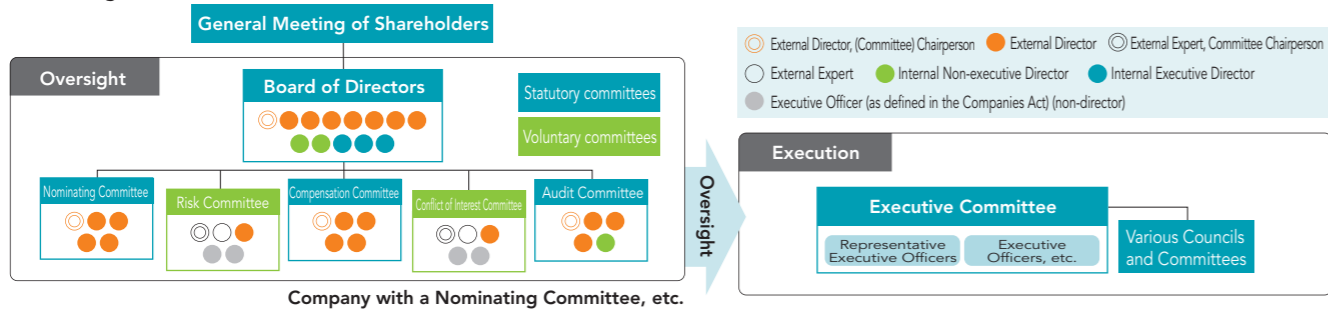 General Meeting of Shareholders
External Director, (Committee) Chairperson
External Director
External Expert, Committee Chairperson
External Expert
Internal Non-executive Director
Internal Executive Director
Executive Officer (as defined in the Companies Act) (non-director)
Oversight
Board of Directors
Statutory committees
Voluntary committees
Nominating Committee
Risk Committee
Compensation Committee
Conflict of Interest Committee
Audit Committee
Company with a Nominating Committee, etc.
Oversight
Execution
Executive Committee
Representative
Executive Officers
Executive
Officers, etc.
Various Councils
and Committees